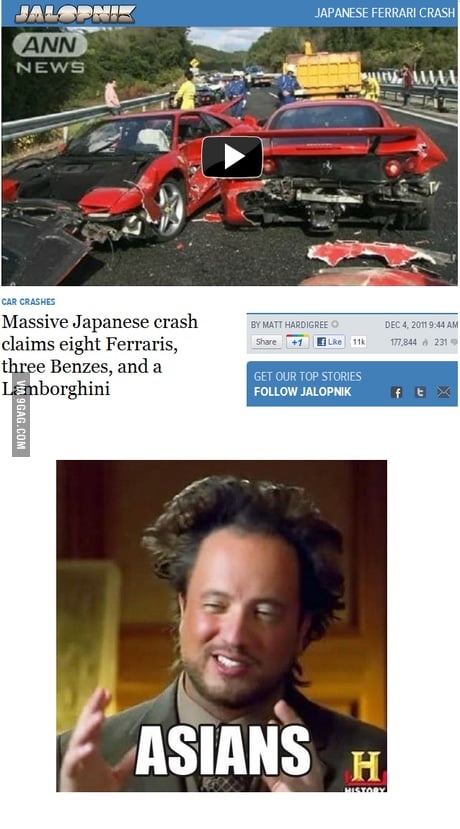 JALOPNIK
JAPANESE FERRARI CRASH
ANN
NEWS
CAR CRASHES
Massive Japanese crash
claims eight Ferraris,
three Benzes, and a
Lamborghini
BY MATT HARDIGREE
DEC 4, 2011 9:44 AM
Share +1 Like 11k
177,844 231
GET OUR TOP STORIES
FOLLOW JALOPNIK
VIA 9GAG.COM
ASIANS
H
HISTORY